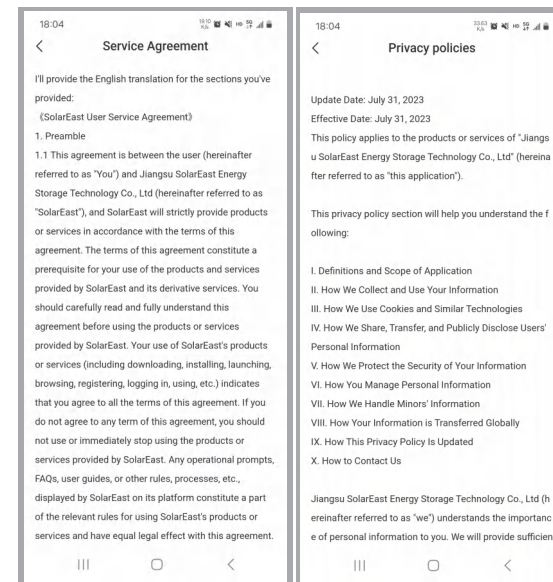 18:04
19.10 K/s HD 5G
Service Agreement
I'll provide the English translation for the sections you've
provided:
《SolarEast User Service Agreement》
1. Preamble
1.1 This agreement is between the user (hereinafter
referred to as "You") and Jiangsu SolarEast Energy
Storage Technology Co., Ltd (hereinafter referred to as
"SolarEast"), and SolarEast will strictly provide products
or services in accordance with the terms of this
agreement. The terms of this agreement constitute a
prerequisite for your use of the products and services
provided by SolarEast and its derivative services. You
should carefully read and fully understand this
agreement before using the products or services
provided by SolarEast. Your use of SolarEast's products
or services (including downloading, installing, launching,
browsing, registering, logging in, using, etc.) indicates
that you agree to all the terms of this agreement. If you
do not agree to any term of this agreement, you should
not use or immediately stop using the products or
services provided by SolarEast. Any operational prompts,
FAQs, user guides, or other rules, processes, etc.,
displayed by SolarEast on its platform constitute a part
of the relevant rules for using SolarEast's products or
services and have equal legal effect with this agreement.
18:04
33.63 K/s HD 5G
Privacy policies
Update Date: July 31, 2023
Effective Date: July 31, 2023
This policy applies to the products or services of "Jiangs
u SolarEast Energy Storage Technology Co., Ltd" (hereina
fter referred to as "this application").
This privacy policy section will help you understand the f
ollowing:
I. Definitions and Scope of Application
II. How We Collect and Use Your Information
III. How We Use Cookies and Similar Technologies
IV. How We Share, Transfer, and Publicly Disclose Users'
Personal Information
V. How We Protect the Security of Your Information
VI. How You Manage Personal Information
VII. How We Handle Minors' Information
VIII. How Your Information is Transferred Globally
IX. How This Privacy Policy Is Updated
X. How to Contact Us
Jiangsu SolarEast Energy Storage Technology Co., Ltd (h
ereinafter referred to as "we") understands the importanc
e of personal information to you. We will provide sufficien